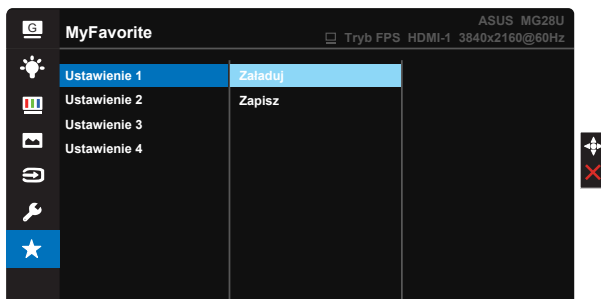 G
MyFavorite
ASUS MG28U
Tryb FPS HDMI-1 3840x2160@60Hz
Ustawienie 1
Załaduj
Ustawienie 2
Zapisz
Ustawienie 3
Ustawienie 4